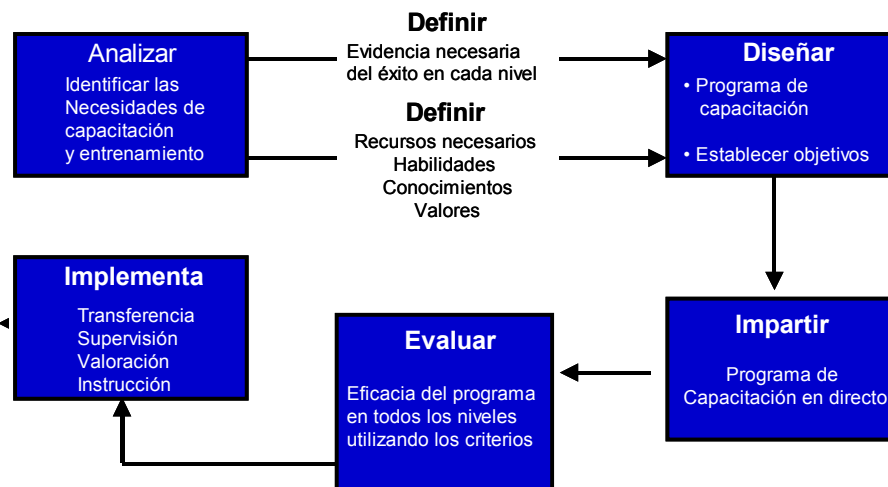 Analizar
Identificar las
Necesidades de
capacitación
y entrenamiento
Definir
Evidencia necesaria
del éxito en cada nivel
Definir
Recursos necesarios
Habilidades
Conocimientos
Valores
Diseñar
• Programa de
capacitación
• Establecer objetivos
Impartir
Programa de
Capacitación en directo
Evaluar
Eficacia del programa
en todos los niveles
utilizando los criterios
Implementa
Transferencia
Supervisión
Valoración
Instrucción